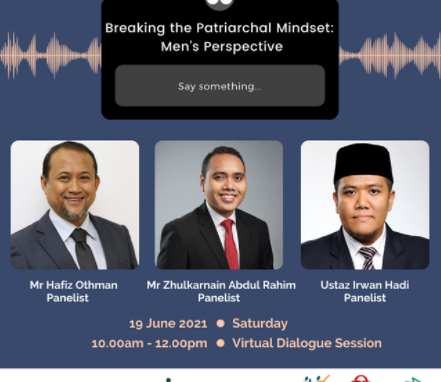 Breaking the Patriarchal Mindset:
Men's Perspective
Say something...
Mr Hafiz Othman
Panelist
Mr Zhulkarnain Abdul Rahim
Panelist
Ustaz Irwan Hadi
Panelist
19 June 2021 ● Saturday
10.00am - 12.00pm ● Virtual Dialogue Session